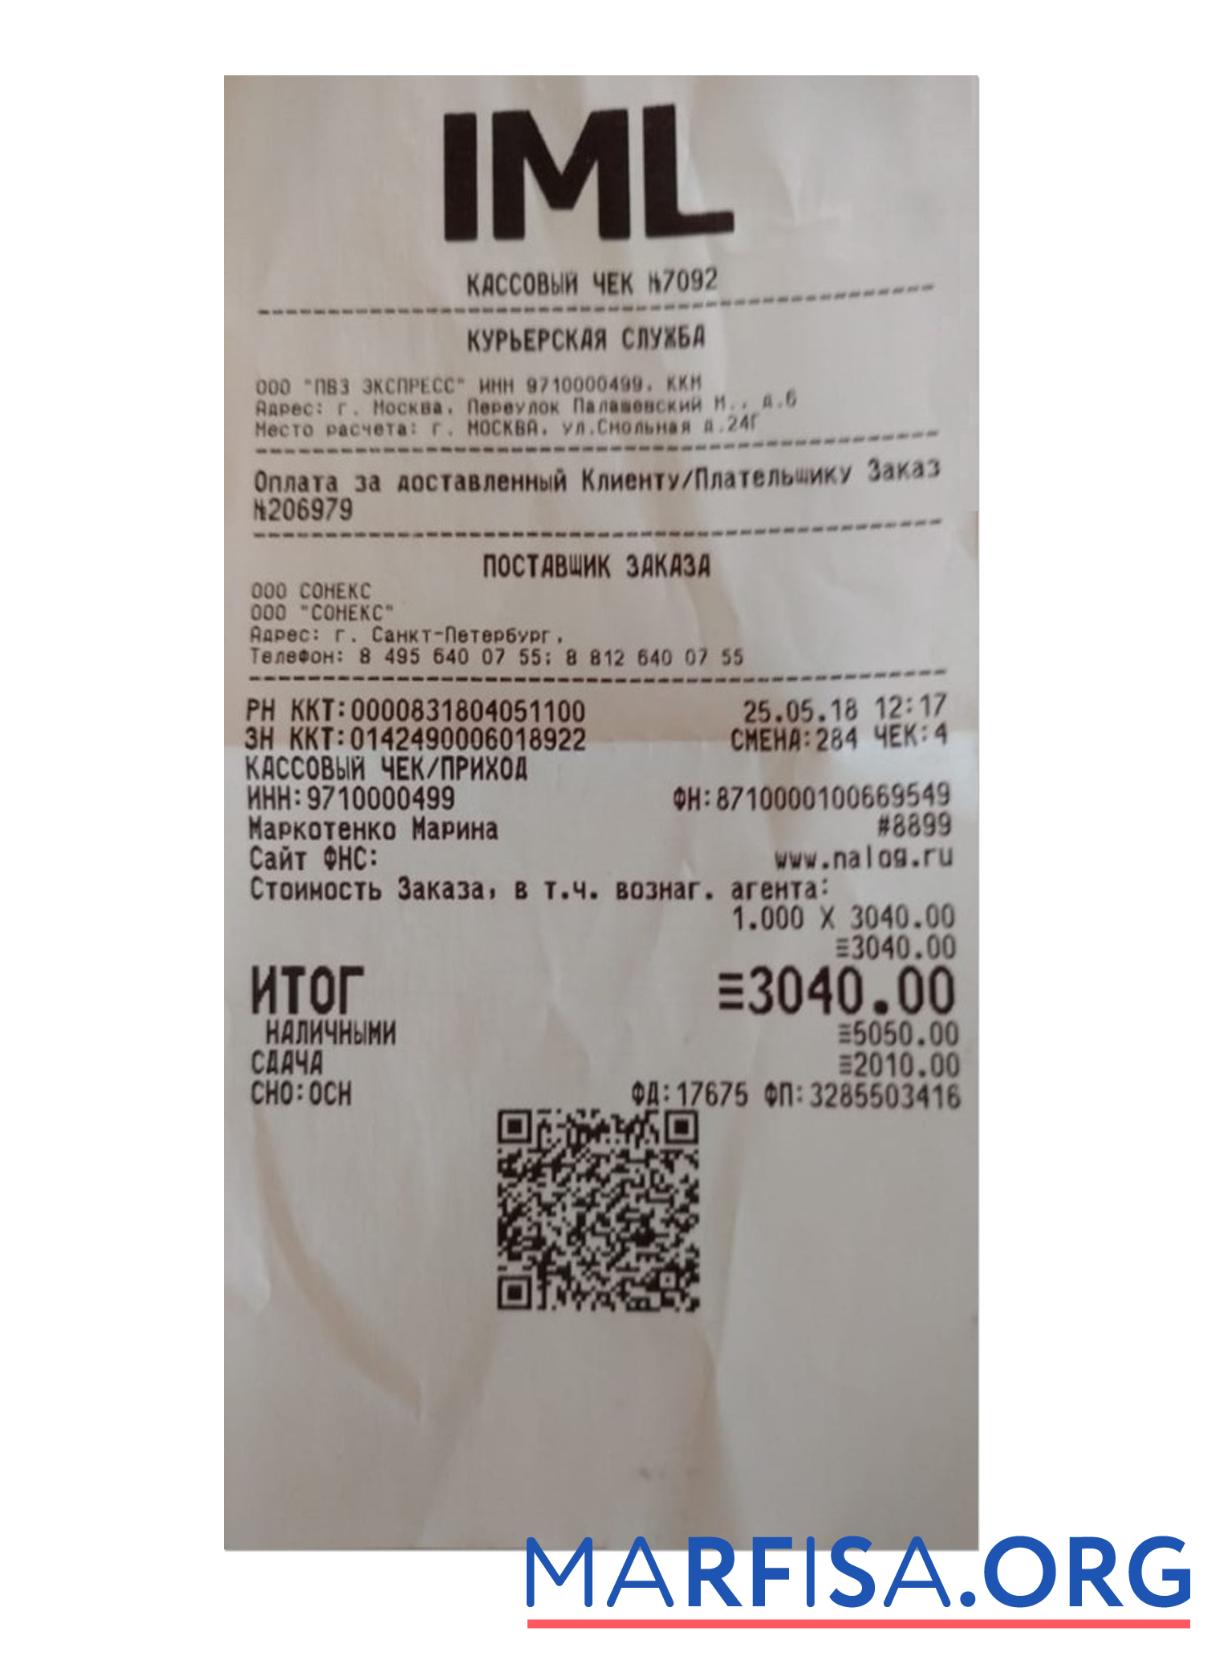 IML
КАССОВЫЙ ЧЕК №7092
КУРЬЕРСКАЯ СЛУЖБА
ООО "ПВЗ ЭКСПРЕСС" ИНН 9710000499, ККМ
Адрес: г. Москва, Переулок Палашевский М., д.6
Место расчета: г. МОСКВА, ул.Смольная д.24Г
Оплата за доставленный Клиенту/Плательщику Заказ
№206979
ПОСТАВЩИК ЗАКАЗА
ООО СОНЕКС
ООО "СОНЕКС"
Адрес: г. Санкт-Петербург,
Телефон: 8 495 640 07 55; 8 812 640 07 55
РН ККТ:0000831804051100 25.05.18 12:17
ЗН ККТ:0142490006018922 СМЕНА:284 ЧЕК:4
КАССОВЫЙ ЧЕК/ПРИХОД
ИНН:9710000499 ФН:8710000100669549
Маркотенко Марина #8899
Сайт ФНС: www.nalog.ru
Стоимость Заказа, в т.ч. вознаг. агента:
1.000 X 3040.00
≡3040.00
ИТОГ ≡3040.00
НАЛИЧНЫМИ ≡5050.00
СДАЧА ≡2010.00
СНО:ОСН ФД:17675 ФП:3285503416
MARFISA.ORG